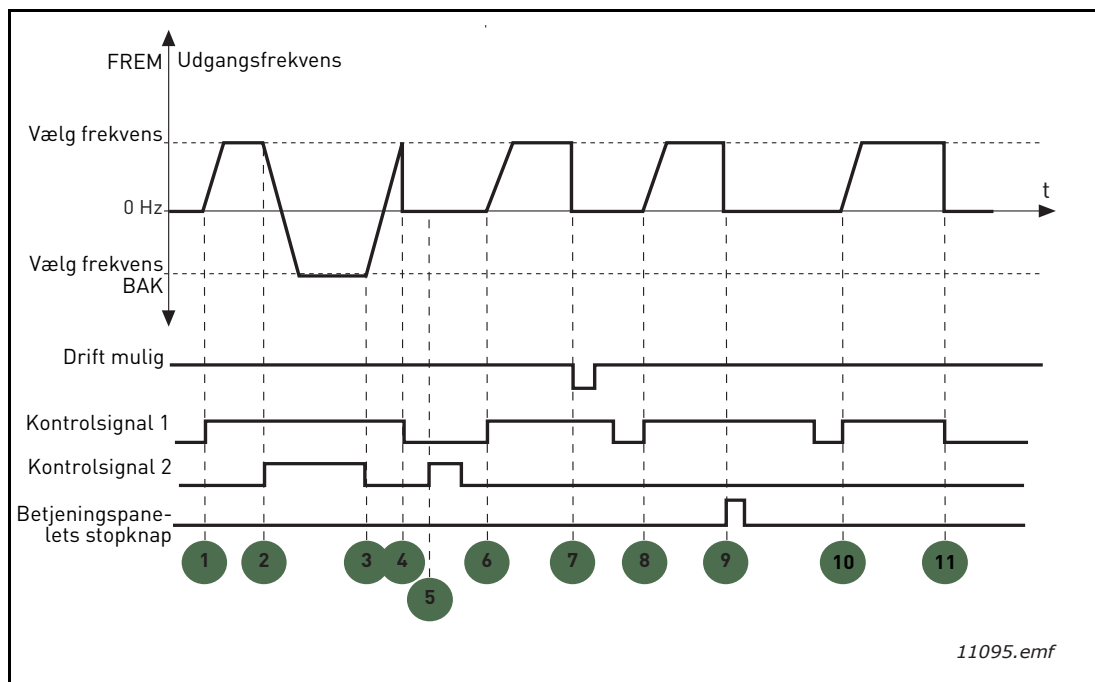 FREM Udgangsfrekvens
Vælg frekvens
t
0 Hz
Vælg frekvens
BAK
Drift mulig
Kontrolsignal 1
Kontrolsignal 2
Betjeningspane-
lets stopknap
1 2 3 4 6 7 8 9 10 11
5
11095.emf